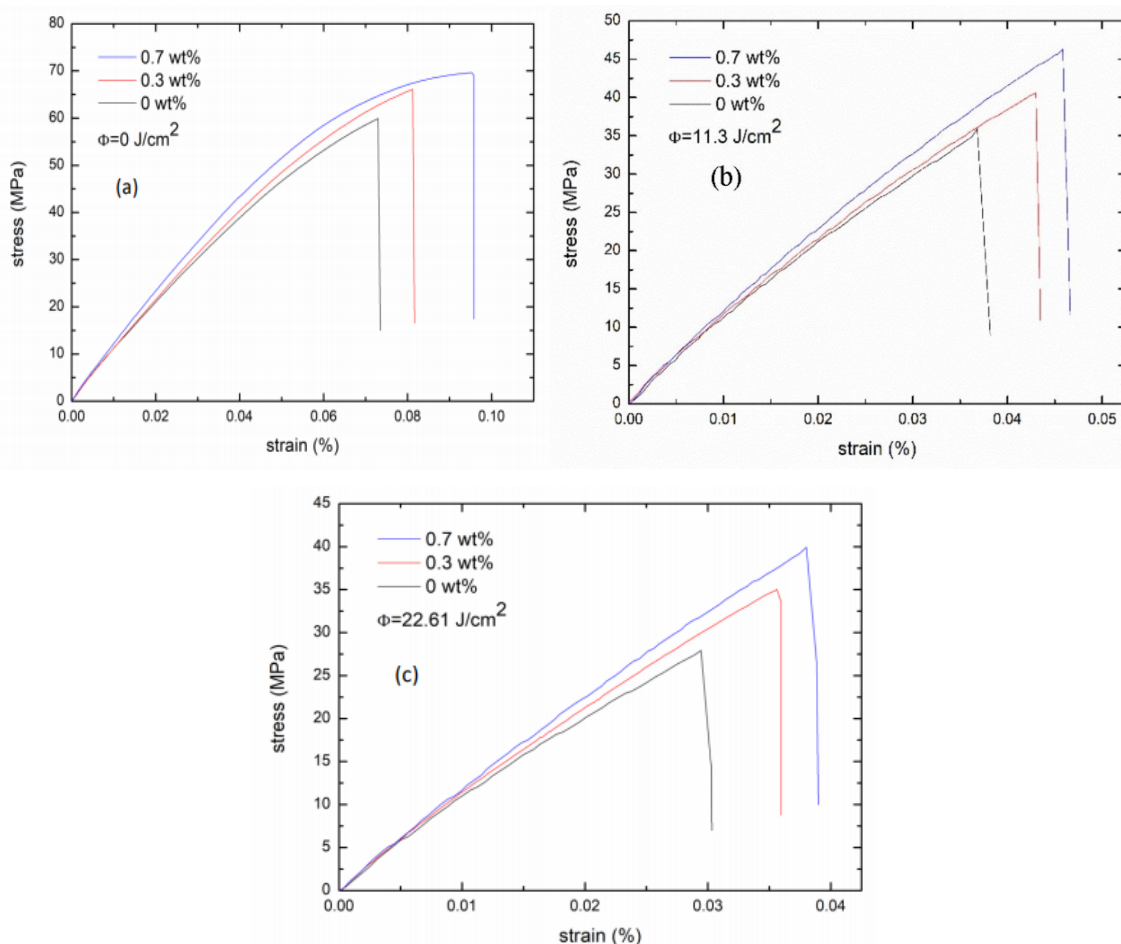 80
70
60
50
40
30
20
10
0
stress (MPa)
0.7 wt%
0.3 wt%
0 wt%
Φ=0 J/cm²
(a)
0.00 0.02 0.04 0.06 0.08 0.10
strain (%)
50
45
40
35
30
25
20
15
10
5
0
stress (MPa)
0.7 wt%
0.3 wt%
0 wt%
Φ=11.3 J/cm²
(b)
0.00 0.01 0.02 0.03 0.04 0.05
strain (%)
45
40
35
30
25
20
15
10
5
0
stress (MPa)
0.7 wt%
0.3 wt%
0 wt%
Φ=22.61 J/cm²
(c)
0.00 0.01 0.02 0.03 0.04
strain (%)